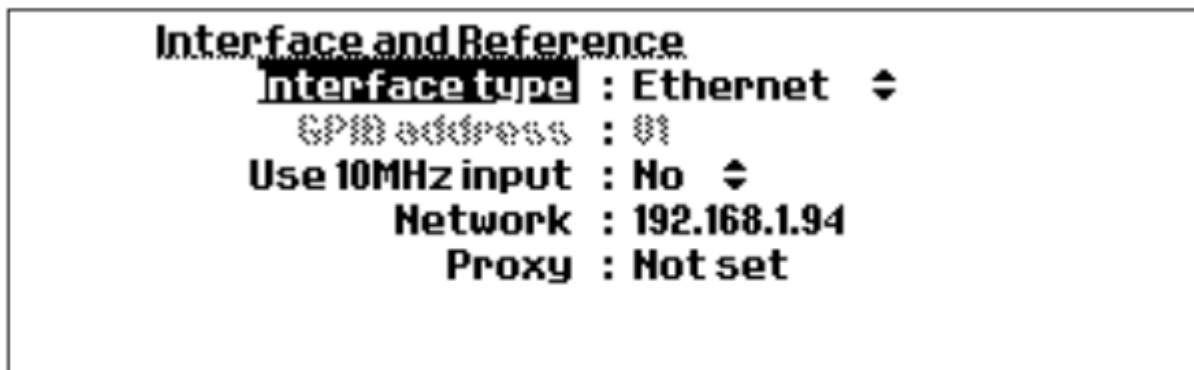 Interface and Reference
Interface type : Ethernet
GPIB address : 01
Use 10MHz input : No
Network : 192.168.1.94
Proxy : Not set